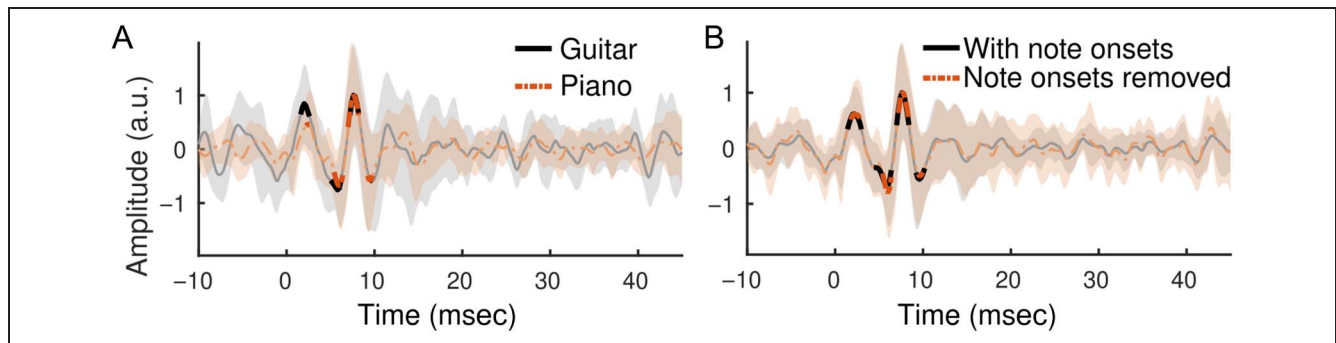 A
Guitar
Piano
Amplitude (a.u.)
1
0
−1
−10 0 10 20 30 40
Time (msec)
B
With note onsets
Note onsets removed
1
0
−1
−10 0 10 20 30 40
Time (msec)